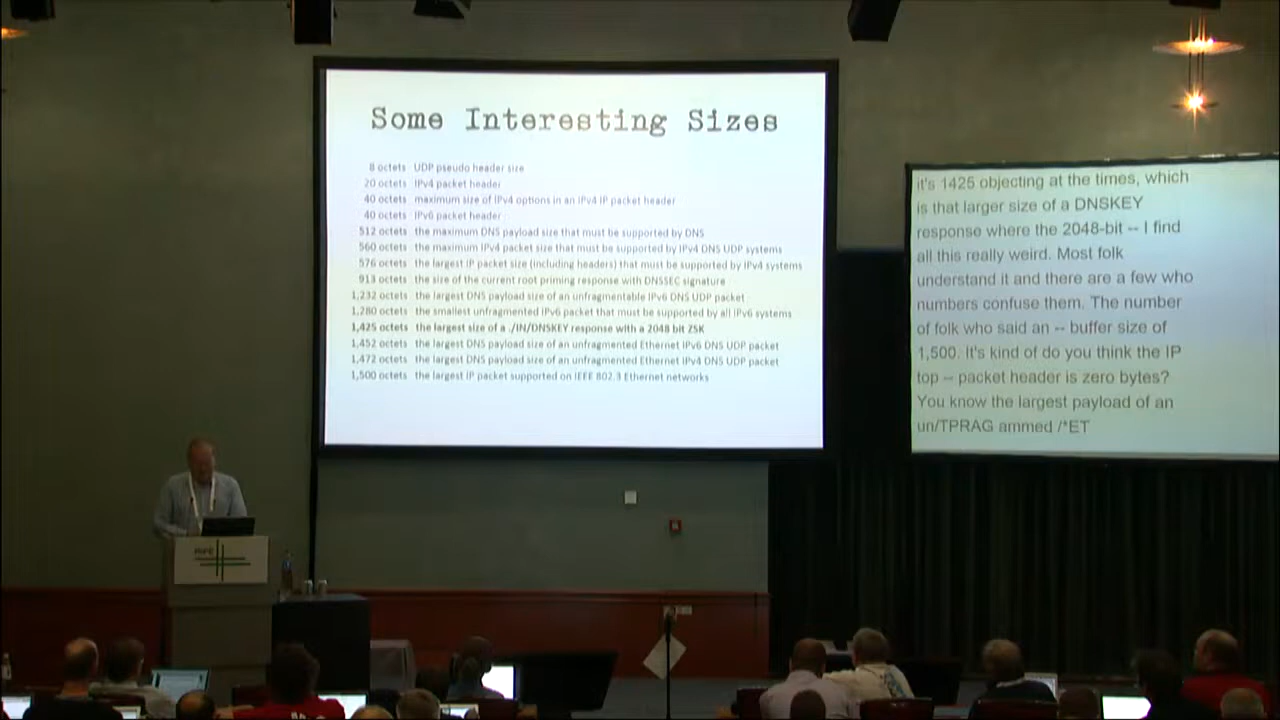 Some Interesting Sizes
8 octets UDP pseudo header size
20 octets IPv4 packet header
40 octets maximum size of IPv4 options in an IPv4 IP packet header
40 octets IPv6 packet header
512 octets the maximum DNS payload size that must be supported by DNS
560 octets the maximum IPv4 packet size that must be supported by IPv4 DNS UDP systems
576 octets the largest IP packet size (including headers) that must be supported by IPv4 systems
913 octets the size of the current root priming response with DNSSEC signature
1,232 octets the largest DNS payload size of an unfragmentable IPv6 DNS UDP packet
1,280 octets the smallest unfragmented IPv6 packet that must be supported by all IPv6 systems
1,425 octets the largest size of a ./IN/DNSKEY response with a 2048 bit ZSK
1,452 octets the largest DNS payload size of an unfragmented Ethernet IPv6 DNS UDP packet
1,472 octets the largest DNS payload size of an unfragmented Ethernet IPv4 DNS UDP packet
1,500 octets the largest IP packet supported on IEEE 802.3 Ethernet networks
it's 1425 objecting at the times, which
is that larger size of a DNSKEY
response where the 2048-bit -- I find
all this really weird. Most folk
understand it and there are a few who
numbers confuse them. The number
of folk who said an -- buffer size of
1,500. It's kind of do you think the IP
top -- packet header is zero bytes?
You know the largest payload of an
un/TPRAG ammed /*ET
RIPE